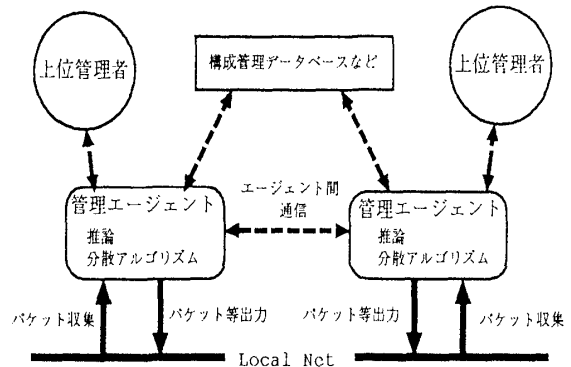 上位管理者
構成管理データベースなど
上位管理者
管理エージェント
推論
分散アルゴリズム
エージェント間
通信
管理エージェント
推論
分散アルゴリズム
パケット収集
パケット等出力
パケット等出力
パケット収集
Local Net